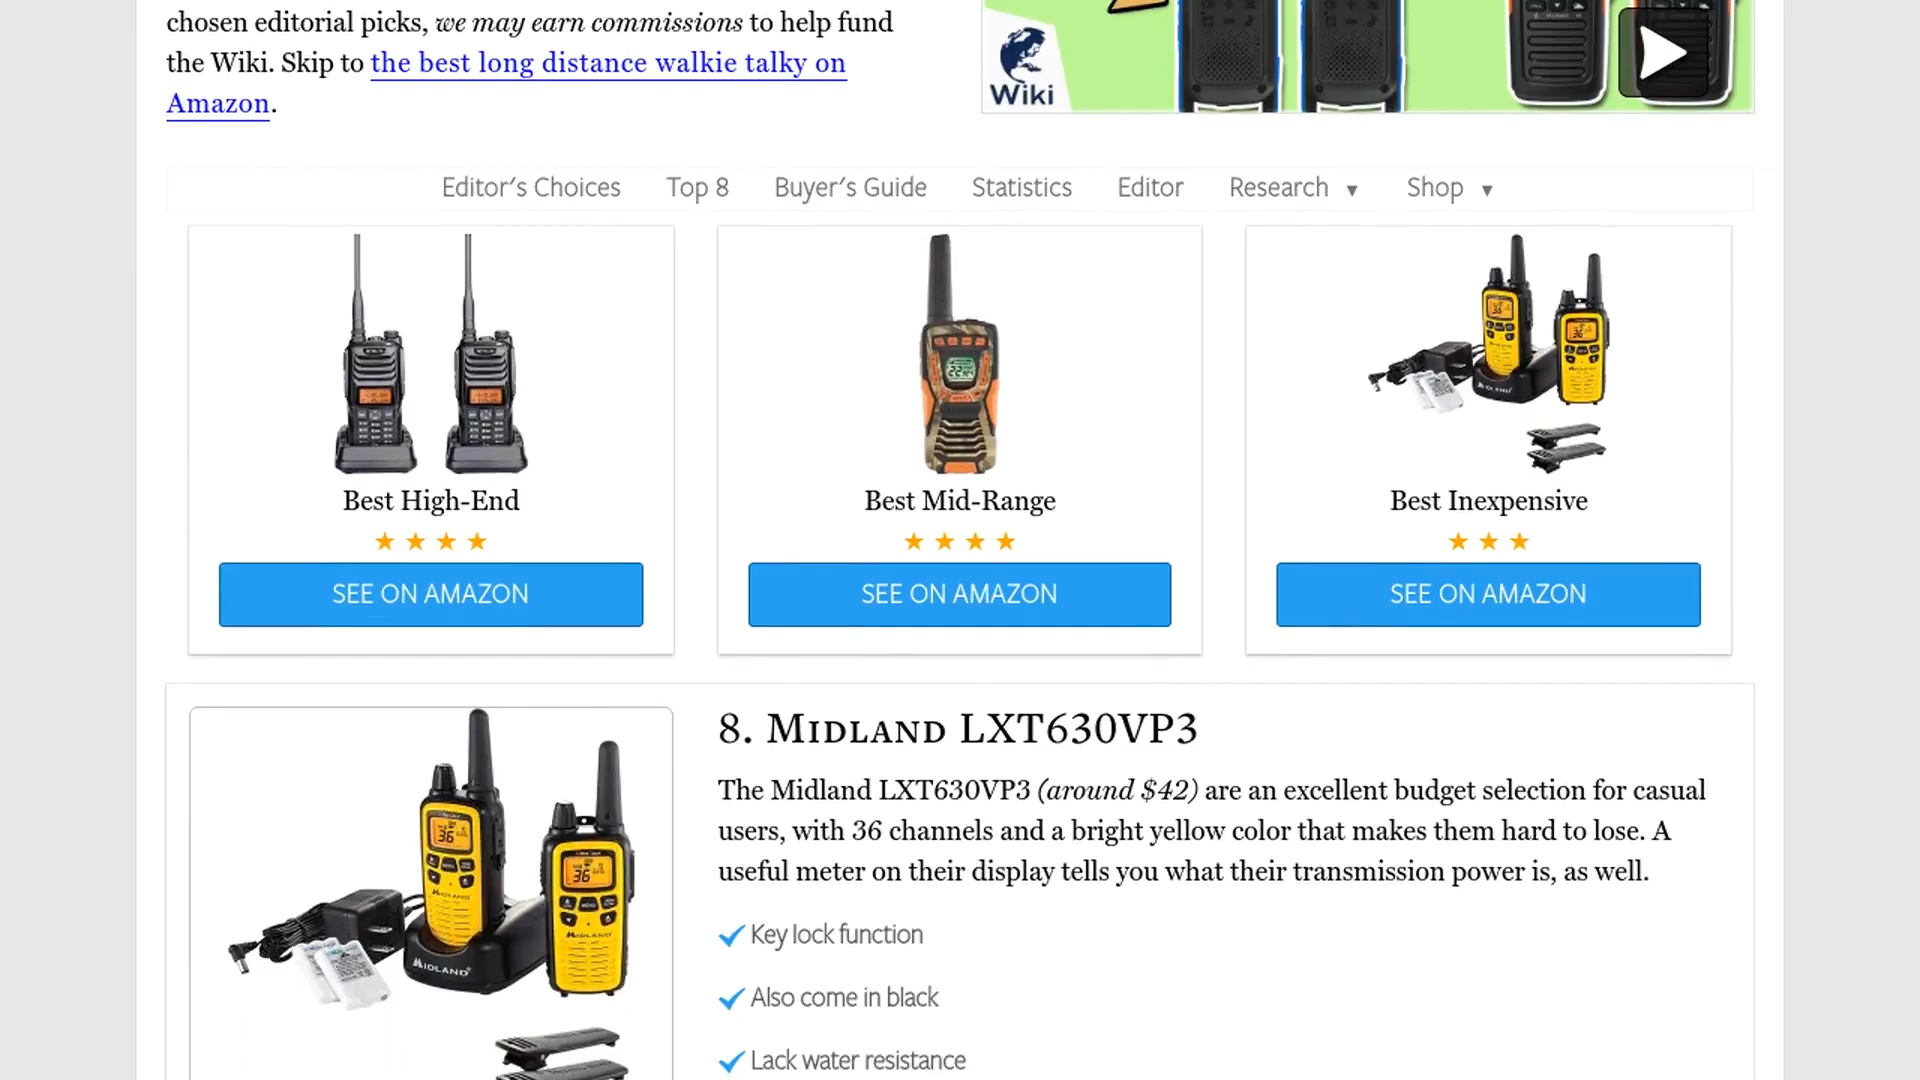 chosen editorial picks, we may earn commissions to help fund
the Wiki. Skip to the best long distance walkie talky on
Amazon.
Wiki
Editor's Choices Top 8 Buyer's Guide Statistics Editor Research ▼ Shop ▼
Best High-End
Best Mid-Range
Best Inexpensive
SEE ON AMAZON
SEE ON AMAZON
SEE ON AMAZON
8. Midland LXT630VP3
The Midland LXT630VP3 (around $42) are an excellent budget selection for casual
users, with 36 channels and a bright yellow color that makes them hard to lose. A
useful meter on their display tells you what their transmission power is, as well.
36
36
MIDLAND
MIDLAND
MIDLAND
Key lock function
Also come in black
Lack water resistance